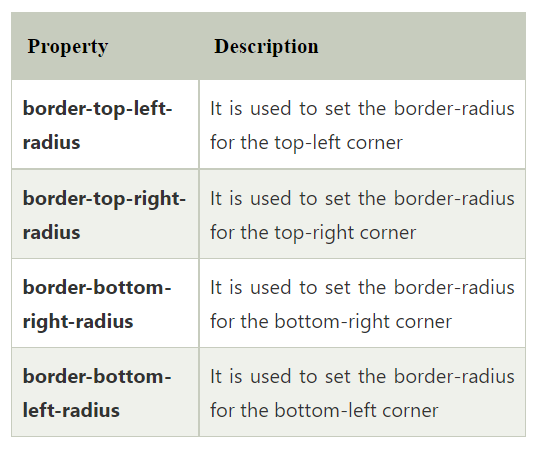 Property Description
border-top-left- It is used to set the border-radius
radius for the top-left corner
border-top-right- It is used to set the border-radius
radius for the top-right corner
border-bottom- It is used to set the border-radius
right-radius for the bottom-right corner
border-bottom- It is used to set the border-radius
left-radius for the bottom-left corner